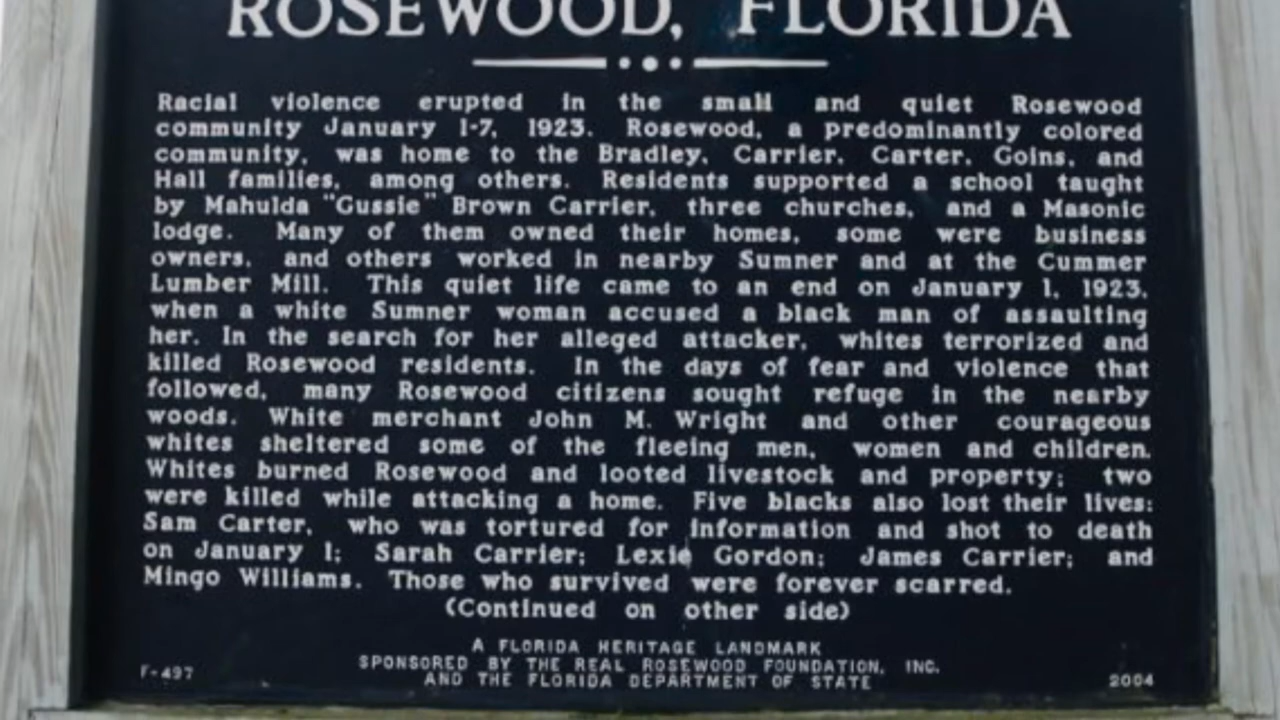 ROSEWOOD, FLORIDA
Racial violence erupted in the small and quiet Rosewood
community January 1-7, 1923. Rosewood, a predominantly colored
community, was home to the Bradley, Carrier, Carter, Goins, and
Hall families, among others. Residents supported a school taught
by Mahulda "Gussie" Brown Carrier, three churches, and a Masonic
lodge. Many of them owned their homes, some were business
owners, and others worked in nearby Sumner and at the Cummer
Lumber Mill. This quiet life came to an end on January 1, 1923,
when a white Sumner woman accused a black man of assaulting
her. In the search for her alleged attacker, whites terrorized and
killed Rosewood residents. In the days of fear and violence that
followed, many Rosewood citizens sought refuge in the nearby
woods. White merchant John M. Wright and other courageous
whites sheltered some of the fleeing men, women and children.
Whites burned Rosewood and looted livestock and property; two
were killed while attacking a home. Five blacks also lost their lives:
Sam Carter, who was tortured for information and shot to death
on January 1; Sarah Carrier; Lexie Gordon; James Carrier; and
Mingo Williams. Those who survived were forever scarred.
(Continued on other side)
A FLORIDA HERITAGE LANDMARK
SPONSORED BY THE REAL ROSEWOOD FOUNDATION, INC.
AND THE FLORIDA DEPARTMENT OF STATE
F-497
2004